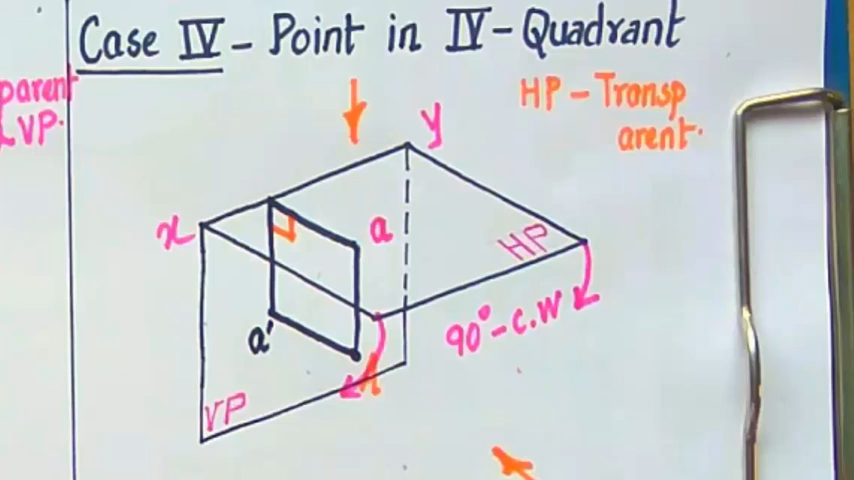 Case IV - Point in IV - Quadrant
parent
VP.
HP - Transp
arent.
y
x
a
HP
a'
90° - C.W
A
VP